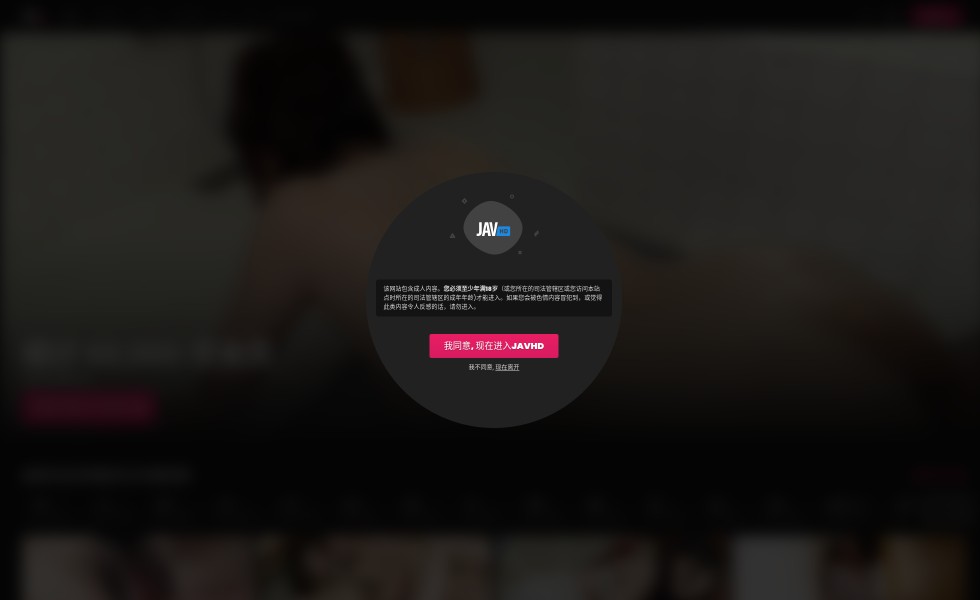 JAV HD
该网站包含成人内容。您必须至少年满18岁（或您所在的司法管辖区或您访问本站
点时所在的司法管辖区的成年年龄)才能进入。如果您会被色情内容冒犯到，或觉得
此类内容令人反感的话，请勿进入。
我同意, 现在进入JAVHD
我不同意, 现在离开